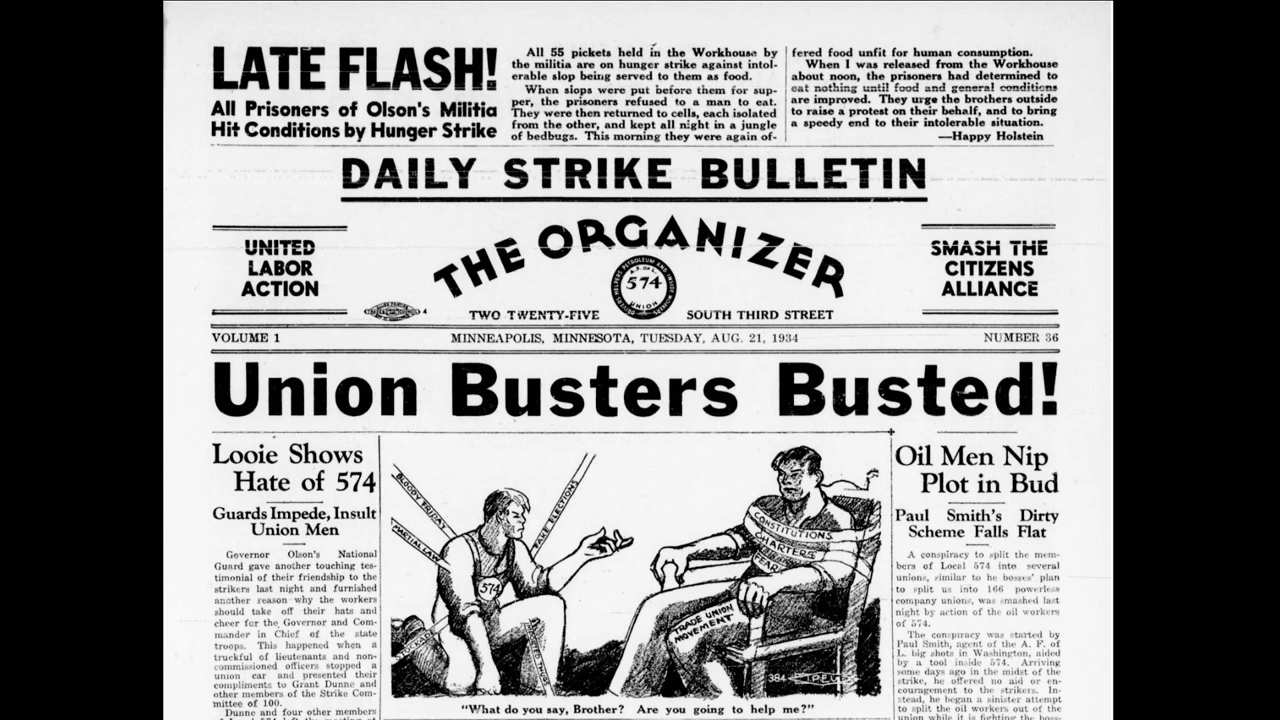 LATE FLASH!
All Prisoners of Olson's Militia
Hit Conditions by Hunger Strike
All 55 pickets held in the Workhouse by
the militia are on hunger strike against intol-
erable slop being served to them as food.
When slops were put before them for sup-
per, the prisoners refused to a man to eat.
They were then returned to cells, each isolated
from the other, and kept all night in a jungle
of bedbugs. This morning they were again of-
fered food unfit for human consumption.
When I was released from the Workhouse
about noon, the prisoners had determined to
eat nothing until food and general conditions
are improved. They urge the brothers outside
to raise a protest on their behalf, and to bring
a speedy end to their intolerable situation.
—Happy Holstein
DAILY STRIKE BULLETIN
UNITED
LABOR
ACTION
THE ORGANIZER
574
UNION
SMASH THE
CITIZENS
ALLIANCE
4
TWO TWENTY-FIVE SOUTH THIRD STREET
VOLUME 1 MINNEAPOLIS, MINNESOTA, TUESDAY, AUG. 21, 1934 NUMBER 36
Union Busters Busted!
Looie Shows
Hate of 574
Guards Impede, Insult
Union Men
Governor Olson's National
Guard gave another touching tes-
timonial of their friendship to the
strikers last night and furnished
another reason why the workers
should take off their hats and
cheer for the Governor and Com-
mander in Chief of the state
troops. This happened when a
truckful of lieutenants and non-
commissioned officers stopped a
union car and presented their
compliments to Grant Dunne and
other members of the Strike Com-
mittee of 100.
Dunne and four other members
BLOODY FRIDAY
MARTIAL LAW
FAKE ELECTIONS
574
CONSTITUTIONS
CHARTERS
FEAR
TRADE UNION
MOVEMENT
384
"What do you say, Brother? Are you going to help me?"
Oil Men Nip
Plot in Bud
Paul Smith's Dirty
Scheme Falls Flat
A conspiracy to split the mem-
bers of Local 574 into several
unions, similar to he bosses' plan
to split us into 166 powerless
company unions, was smashed last
night by action of the oil workers
of 574.
The conspiracy was started by
Paul Smith, agent of the A. F. of
L. big shots in Washington, aided
by a tool inside 574. Arriving
some days ago in the midst of the
strike, he offered no aid or en-
couragement to the strikers. In-
stead, he began a sinister attempt
to split the oil workers out of the
union while it is fighting the boss-